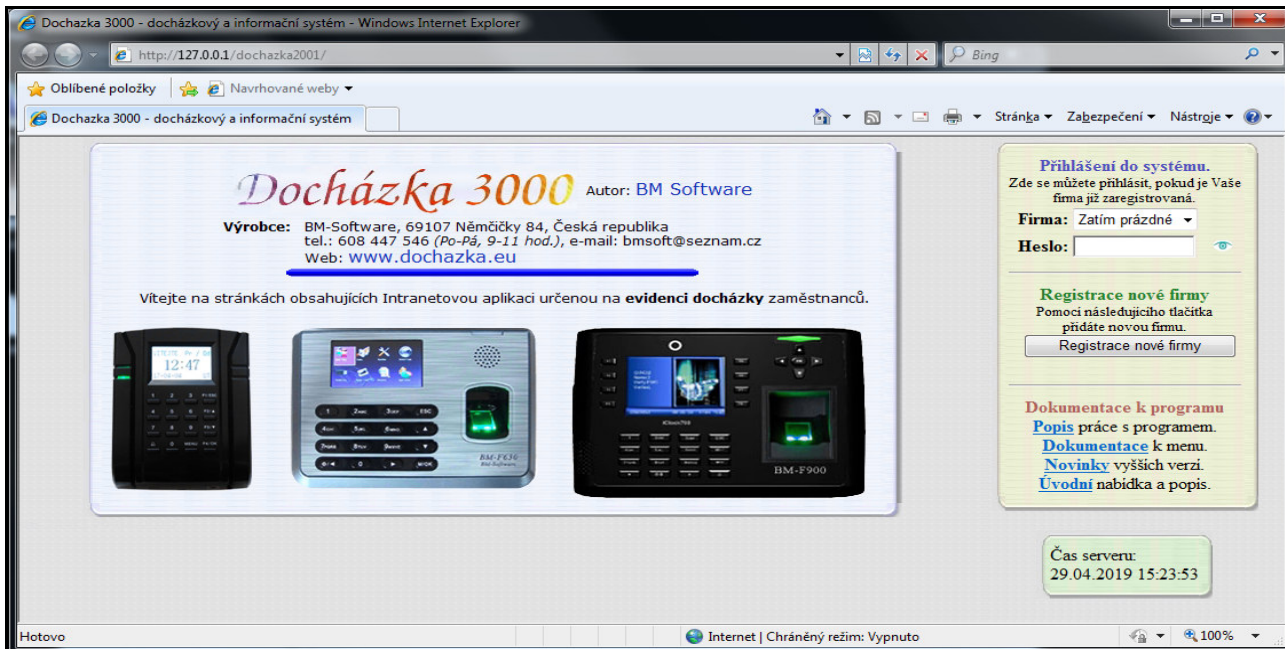 Dochazka 3000 - docházkový a informační systém - Windows Internet Explorer
http://127.0.0.1/dochazka2001/
Bing
Oblíbené položky
Navrhované weby
Dochazka 3000 - docházkový a informační systém
Stránka
Zabezpečení
Nástroje
Docházka 3000 Autor: BM Software
Výrobce: BM-Software, 69107 Němčičky 84, Česká republika
tel.: 608 447 546 (Po-Pá, 9-11 hod.), e-mail: bmsoft@seznam.cz
Web: www.dochazka.eu
Vítejte na stránkách obsahujících Intranetovou aplikaci určenou na evidenci docházky zaměstnanců.
12:47
BM-F630
BM-Software
BM-F900
Přihlášení do systému.
Zde se můžete přihlásit, pokud je Vaše
firma již zaregistrovaná.
Firma: Zatím prázdné
Heslo:
Registrace nové firmy
Pomocí následujícího tlačítka
přidáte novou firmu.
Registrace nové firmy
Dokumentace k programu
Popis práce s programem.
Dokumentace k menu.
Novinky vyšších verzí.
Úvodní nabídka a popis.
Čas serveru:
29.04.2019 15:23:53
Hotovo
Internet | Chráněný režim: Vypnuto
100%